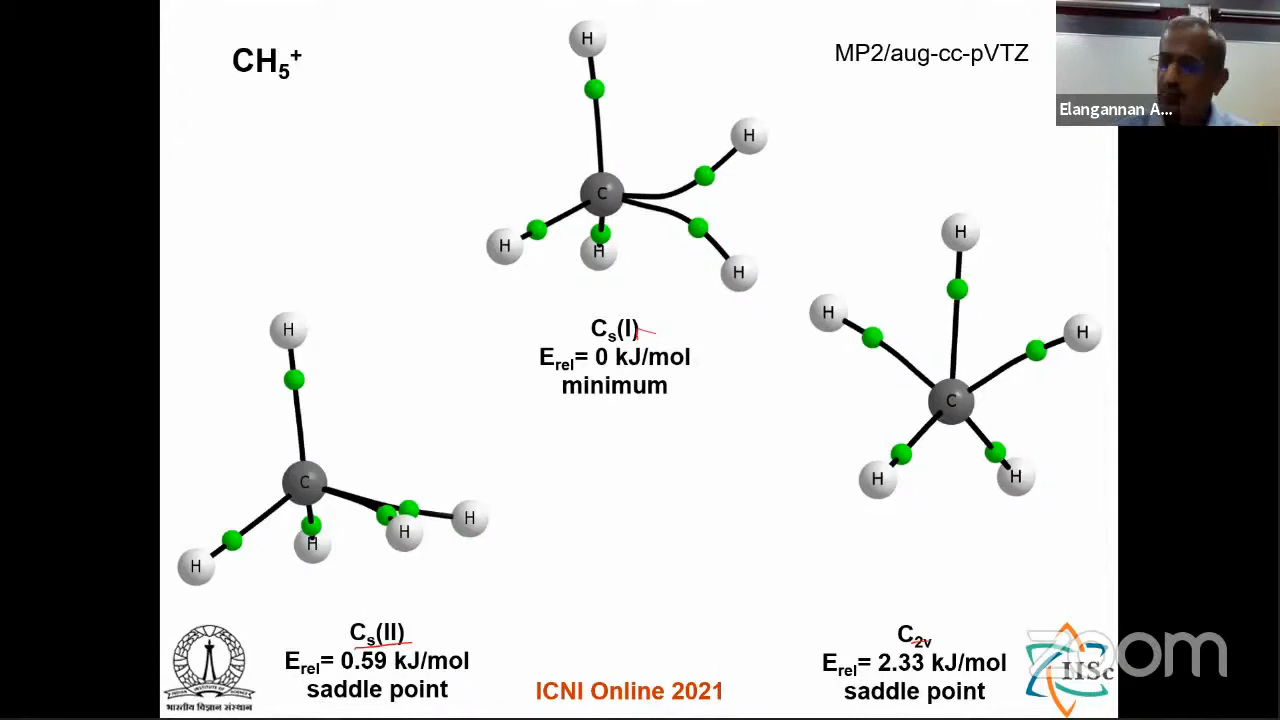 CH5+
MP2/aug-cc-pVTZ
Elangannan A...
H
H
C
H
H
H
Cs(I)
Erel= 0 kJ/mol
minimum
H
H
H
C
H
H
H
C
H
H
H
H
Cs(II)
Erel= 0.59 kJ/mol
saddle point
C2v
Erel= 2.33 kJ/mol
saddle point
ICNI Online 2021
भारतीय विज्ञान संस्थान
IISc
zoom